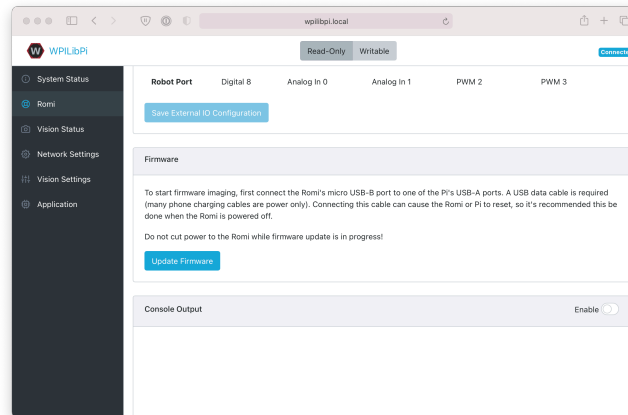 wpilibpi.local
W WPILibPi
Read-Only Writable
Connecte
System Status
Romi
Vision Status
Network Settings
Vision Settings
Application
Robot Port Digital 8 Analog In 0 Analog In 1 PWM 2 PWM 3
Save External IO Configuration
Firmware
To start firmware imaging, first connect the Romi's micro USB-B port to one of the Pi's USB-A ports. A USB data cable is required
(many phone charging cables are power only). Connecting this cable can cause the Romi or Pi to reset, so it's recommended this be
done when the Romi is powered off.
Do not cut power to the Romi while firmware update is in progress!
Update Firmware
Console Output Enable